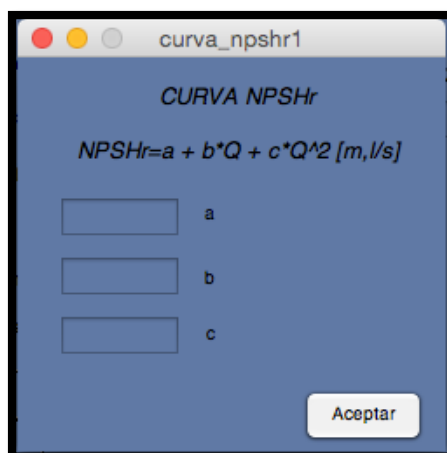 curva_npshr1
CURVA NPSHr
NPSHr=a + b*Q + c*Q^2 [m,l/s]
a
b
c
Aceptar